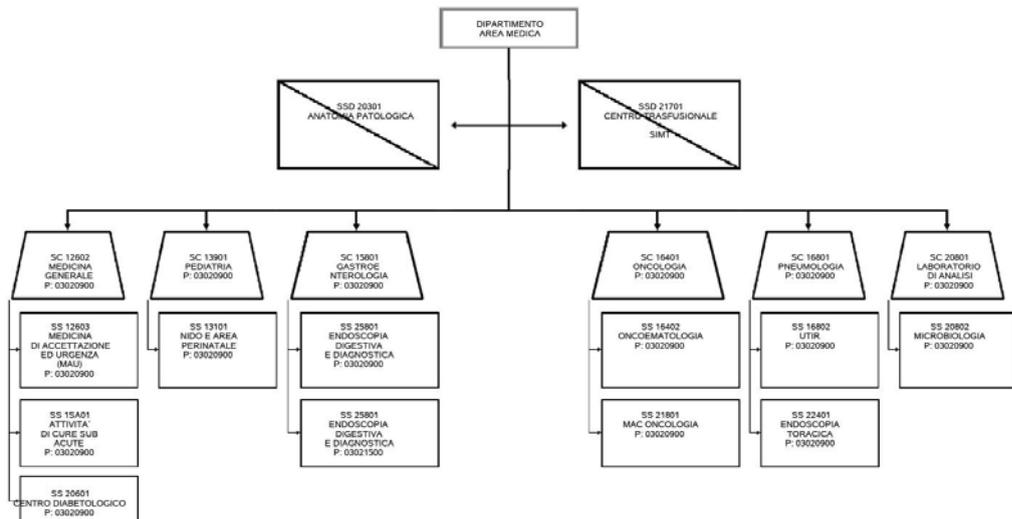 DIPARTIMENTO
AREA MEDICA
SSD 20301
ANATOMIA PATOLOGICA
SSD 21701
CENTRO TRASFUSIONALE
SIMT
SC 12602
MEDICINA
GENERALE
P: 03020900
SC 13901
PEDIATRIA
P: 03020900
SC 15801
GASTROE
NTEROLOGIA
P: 03020900
SC 16401
ONCOLOGIA
P: 03020900
SC 16801
PNEUMOLOGIA
P: 03020900
SC 20801
LABORATORIO
DI ANALISI
P: 03020900
SS 12603
MEDICINA
DI ACCETTAZIONE
ED URGENZA
(MAU)
P: 03020900
SS 13101
NIDO E AREA
PERINATALE
P: 03020900
SS 25801
ENDOSCOPIA
DIGESTIVA
E DIAGNOSTICA
P: 03020900
SS 16402
ONCOEMATOLOGIA
P: 03020900
SS 16802
UTIR
P: 03020900
SS 20802
MICROBIOLOGIA
P: 03020900
SS 1SA01
ATTIVITA'
DI CURE SUB
ACUTE
P: 03020900
SS 25801
ENDOSCOPIA
DIGESTIVA
E DIAGNOSTICA
P: 03021500
SS 21801
MAC ONCOLOGIA
P: 03020900
SS 22401
ENDOSCOPIA
TORACICA
P: 03020900
SS 20601
CENTRO DIABETOLOGICO
P: 03020900